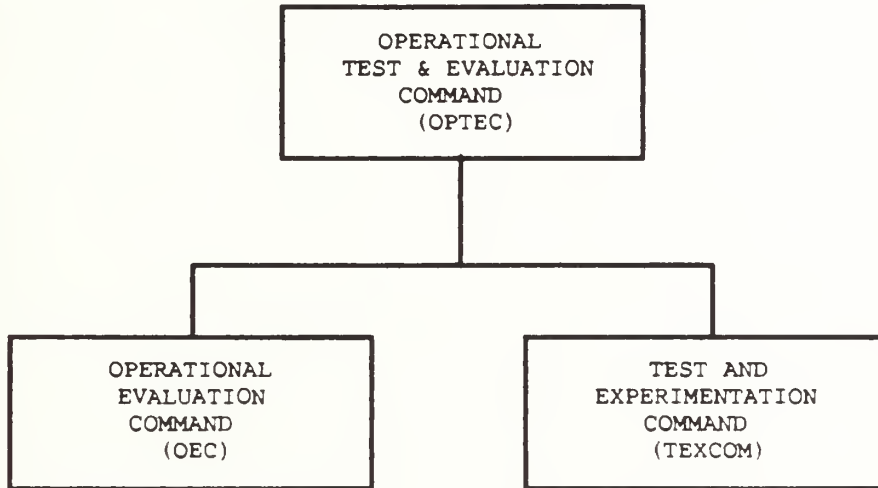 OPERATIONAL
TEST & EVALUATION
COMMAND
(OPTEC)
OPERATIONAL
EVALUATION
COMMAND
(OEC)
TEST AND
EXPERIMENTATION
COMMAND
(TEXCOM)